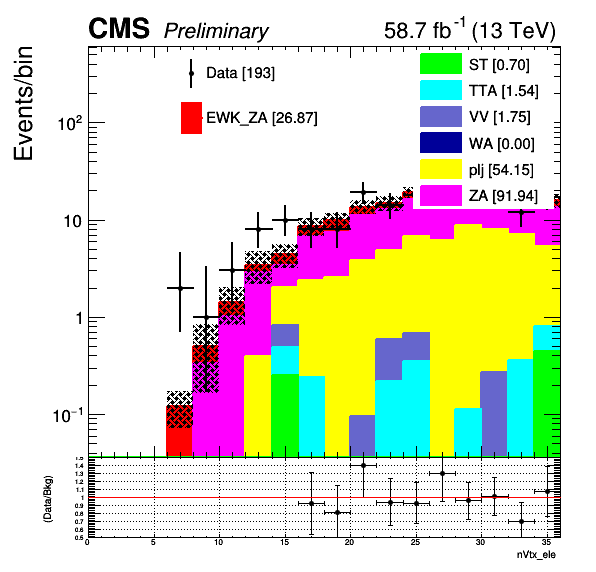 CMS Preliminary 58.7 fb⁻¹ (13 TeV)
Events/bin
Data [193]
EWK_ZA [26.87]
ST [0.70]
TTA [1.54]
VV [1.75]
WA [0.00]
plj [54.15]
ZA [91.94]
10²
10
1
10⁻¹
(Data/Bkg)
1.5
1.4
1.3
1.2
1.1
1
0.9
0.8
0.7
0.6
0.5
0 5 10 15 20 25 30 35
nVtx_ele